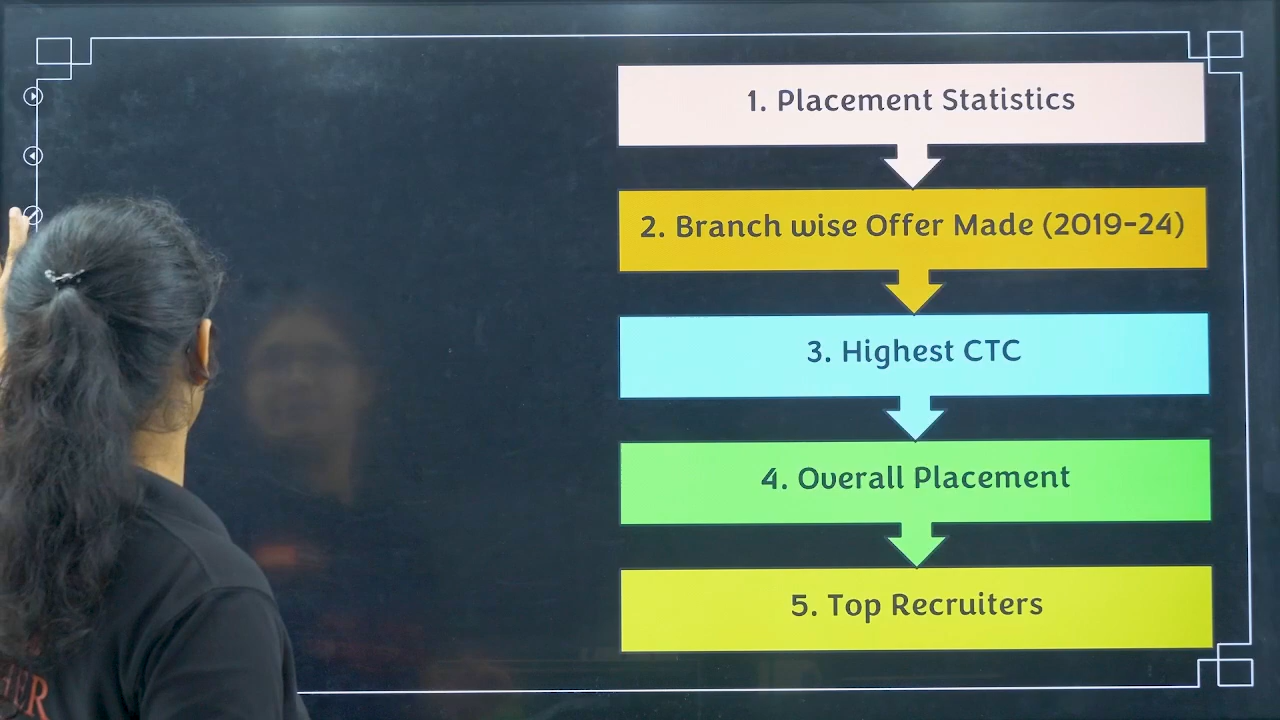 1. Placement Statistics
2. Branch wise Offer Made (2019-24)
3. Highest CTC
4. Overall Placement
5. Top Recruiters